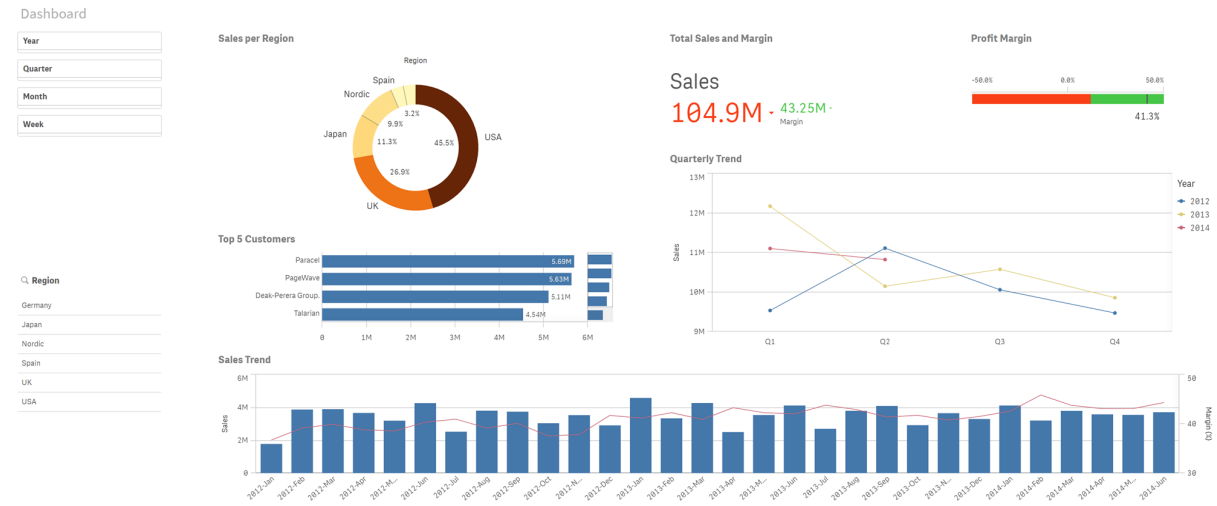 Dashboard
Year
Quarter
Month
Week
Region
Germany
Japan
Nordic
Spain
UK
USA
Sales per Region
Region
Spain
Nordic
Japan
UK
USA
3.2%
9.9%
11.3%
26.9%
45.5%
Top 5 Customers
Paracel
PageWave
Deak-Perera Group.
Talarian
5.69M
5.63M
5.11M
4.54M
0 1M 2M 3M 4M 5M 6M
Total Sales and Margin
Sales
104.9M
43.25M
Margin
Profit Margin
-50.0% 0.0% 50.0%
41.3%
Quarterly Trend
13M
12M
11M
10M
9M
Sales
Q1 Q2 Q3 Q4
Year
2012
2013
2014
Sales Trend
6M
4M
2M
0
Sales
50
40
30
Margin (%)
2012-Jan
2012-Feb
2012-Mar
2012-Apr
2012-M...
2012-Jun
2012-Jul
2012-Aug
2012-Sep
2012-Oct
2012-N...
2012-Dec
2013-Jan
2013-Feb
2013-Mar
2013-Apr
2013-M...
2013-Jun
2013-Jul
2013-Aug
2013-Sep
2013-Oct
2013-N...
2013-Dec
2014-Jan
2014-Feb
2014-Mar
2014-Apr
2014-M...
2014-Jun